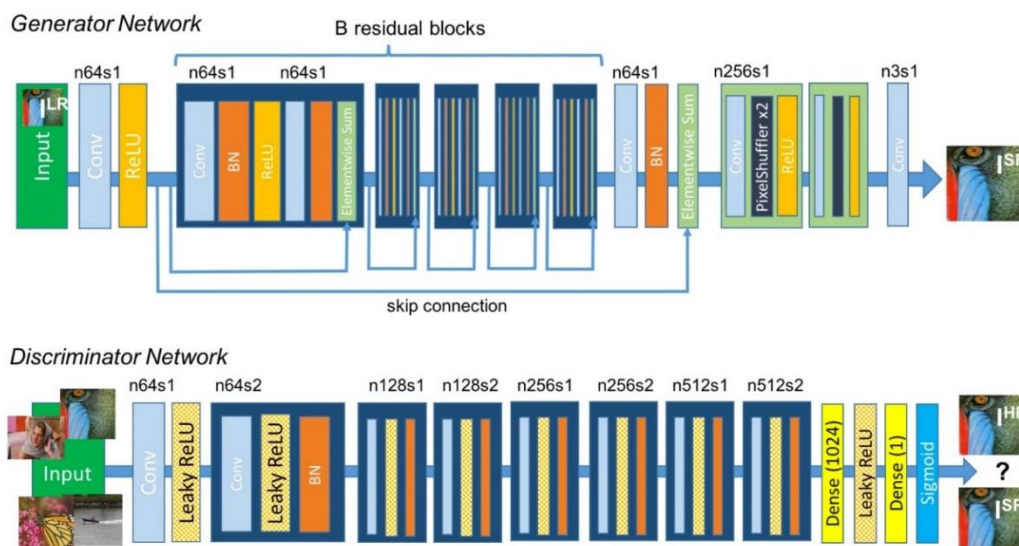 Generator Network
B residual blocks
n64s1
n64s1
n64s1
n64s1
n256s1
n3s1
I^LR
Input
Conv
ReLU
Conv
BN
ReLU
Elementwise Sum
Conv
BN
Elementwise Sum
Conv
PixelShuffler x2
ReLU
Conv
skip connection
Discriminator Network
n64s1
n64s2
n128s1
n128s2
n256s1
n256s2
n512s1
n512s2
Input
Conv
Leaky ReLU
Conv
Leaky ReLU
BN
Dense (1024)
Leaky ReLU
Dense (1)
Sigmoid
?